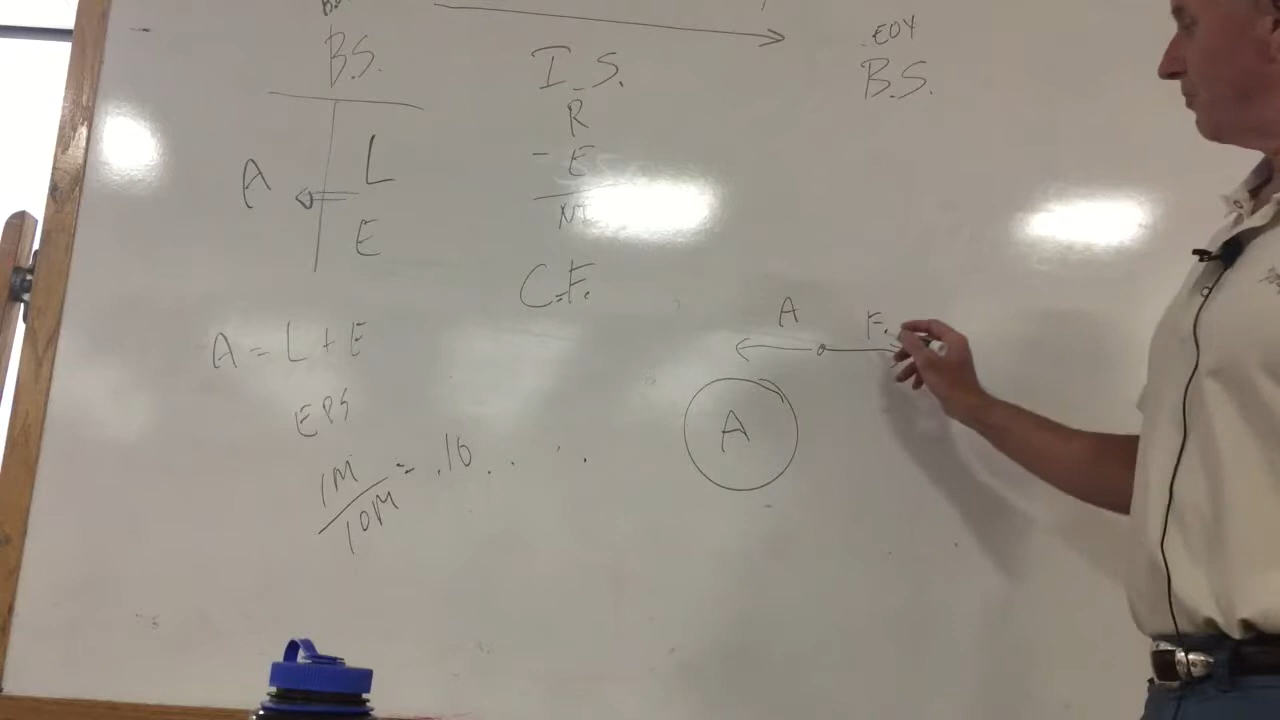 B.S.
A
L
E
A = L + E
EPS
1M
10M
= .10 . . . .
I.S.
R
- E
NI
C.F.
EOY
B.S.
A
F.
A